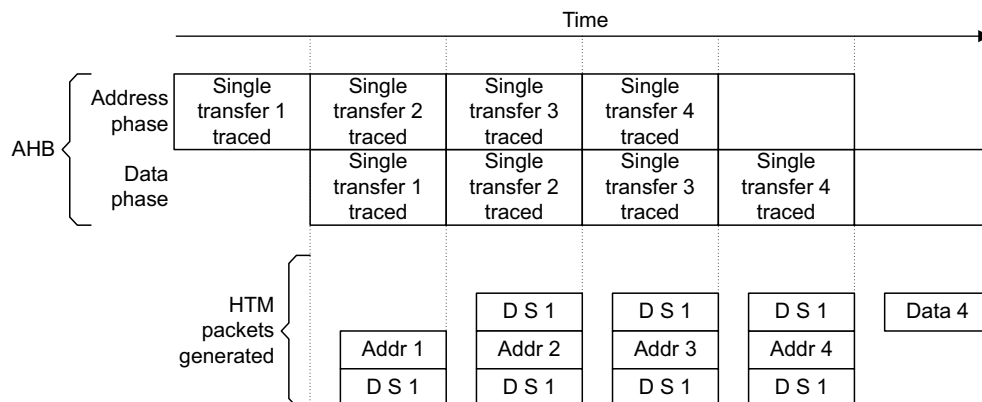 Time
Address
phase
Single
transfer 1
traced
Single
transfer 2
traced
Single
transfer 3
traced
Single
transfer 4
traced
AHB
Data
phase
Single
transfer 1
traced
Single
transfer 2
traced
Single
transfer 3
traced
Single
transfer 4
traced
HTM
packets
generated
D S 1
D S 1
D S 1
Data 4
Addr 1
Addr 2
Addr 3
Addr 4
D S 1
D S 1
D S 1
D S 1